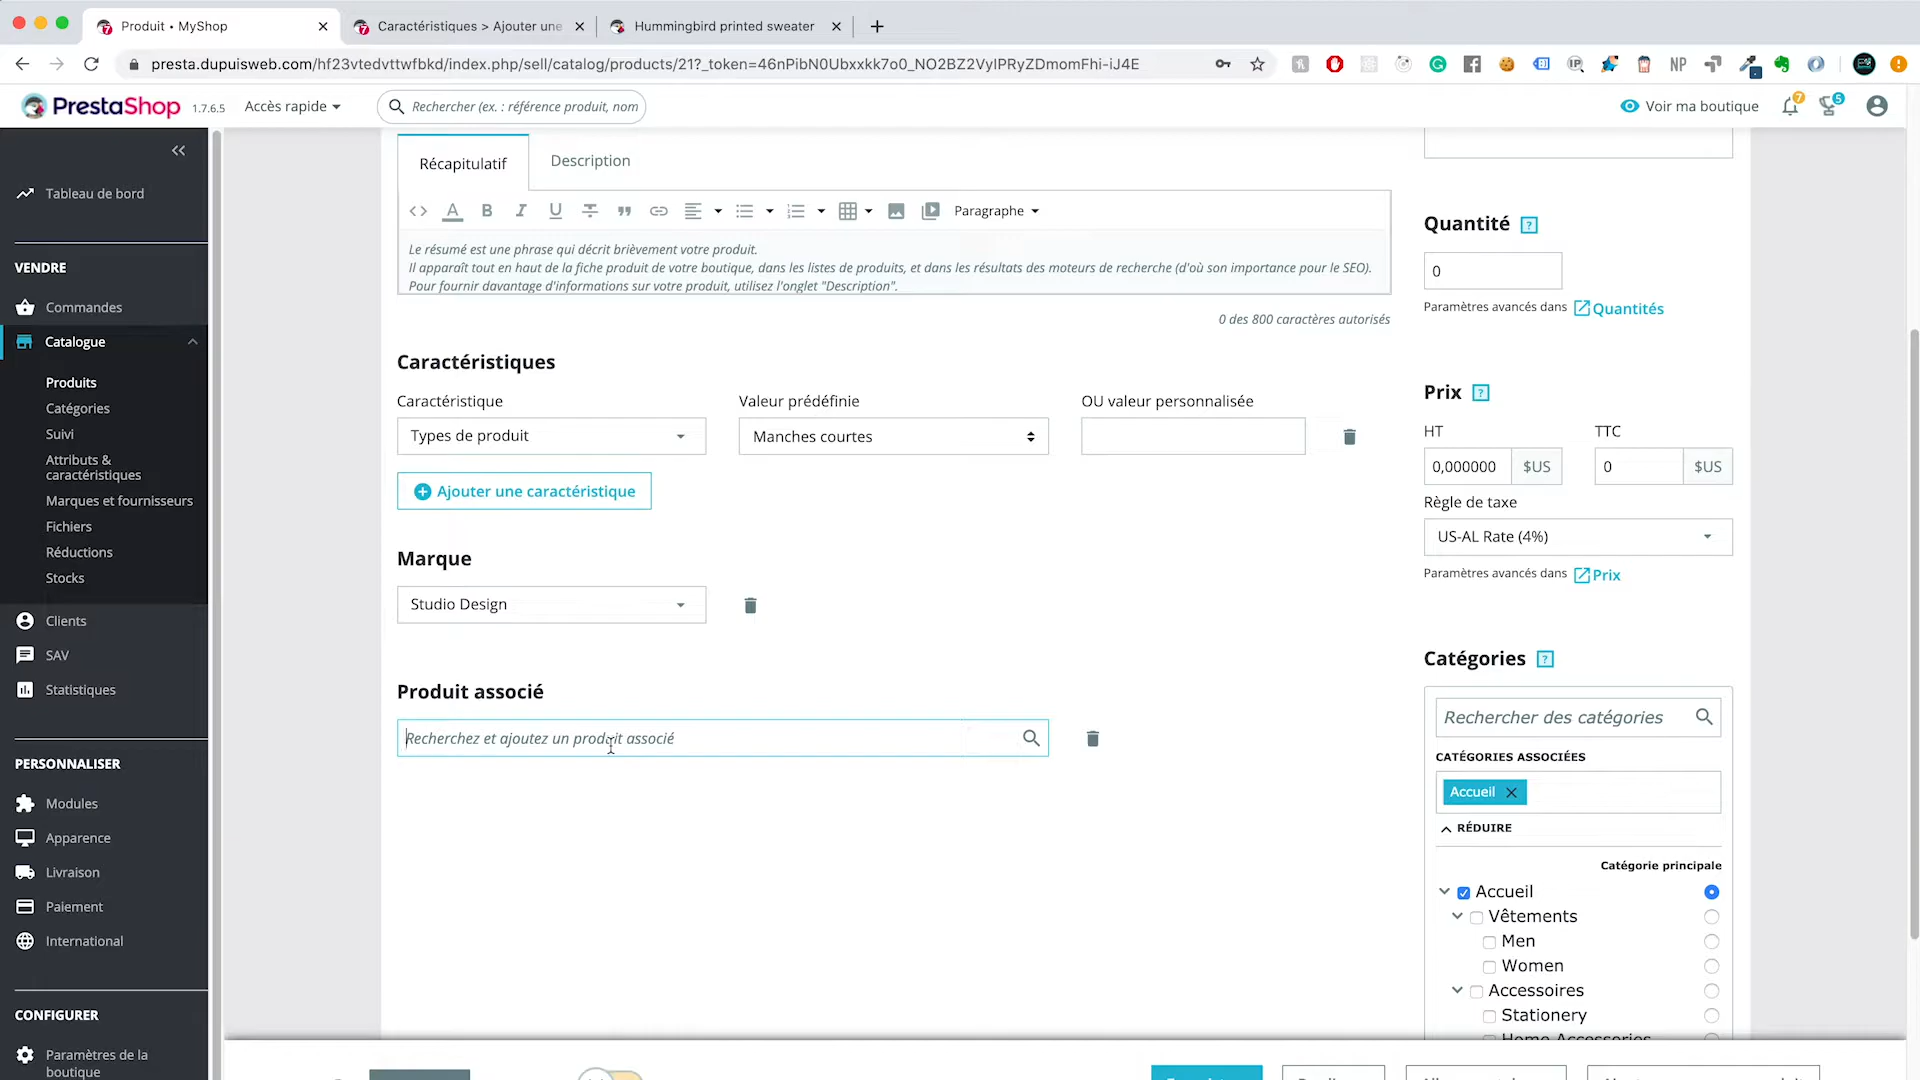 Produit • MyShop
Caractéristiques > Ajouter une
Hummingbird printed sweater
presta.dupuisweb.com/hf23vtedvttwfbkd/index.php/sell/catalog/products/21?_token=46nPibN0Ubxxkk7o0_NO2BZ2VyIPRyZDmomFhi-iJ4E
PrestaShop 1.7.6.5
Accès rapide
Rechercher (ex. : référence produit, nom
Voir ma boutique
7
5
Tableau de bord
VENDRE
Commandes
Catalogue
Produits
Catégories
Suivi
Attributs &
caractéristiques
Marques et fournisseurs
Fichiers
Réductions
Stocks
Clients
SAV
Statistiques
PERSONNALISER
Modules
Apparence
Livraison
Paiement
International
CONFIGURER
Paramètres de la
boutique
Récapitulatif
Description
Paragraphe
Le résumé est une phrase qui décrit brièvement votre produit.
Il apparaît tout en haut de la fiche produit de votre boutique, dans les listes de produits, et dans les résultats des moteurs de recherche (d'où son importance pour le SEO).
Pour fournir davantage d'informations sur votre produit, utilisez l'onglet "Description".
0 des 800 caractères autorisés
Caractéristiques
Caractéristique
Valeur prédéfinie
OU valeur personnalisée
Types de produit
Manches courtes
Ajouter une caractéristique
Marque
Studio Design
Produit associé
Recherchez et ajoutez un produit associé
Quantité ?
0
Paramètres avancés dans Quantités
Prix ?
HT
TTC
0,000000 $US
0 $US
Règle de taxe
US-AL Rate (4%)
Paramètres avancés dans Prix
Catégories ?
Rechercher des catégories
CATÉGORIES ASSOCIÉES
Accueil
RÉDUIRE
Catégorie principale
Accueil
Vêtements
Men
Women
Accessoires
Stationery
Home Accessories